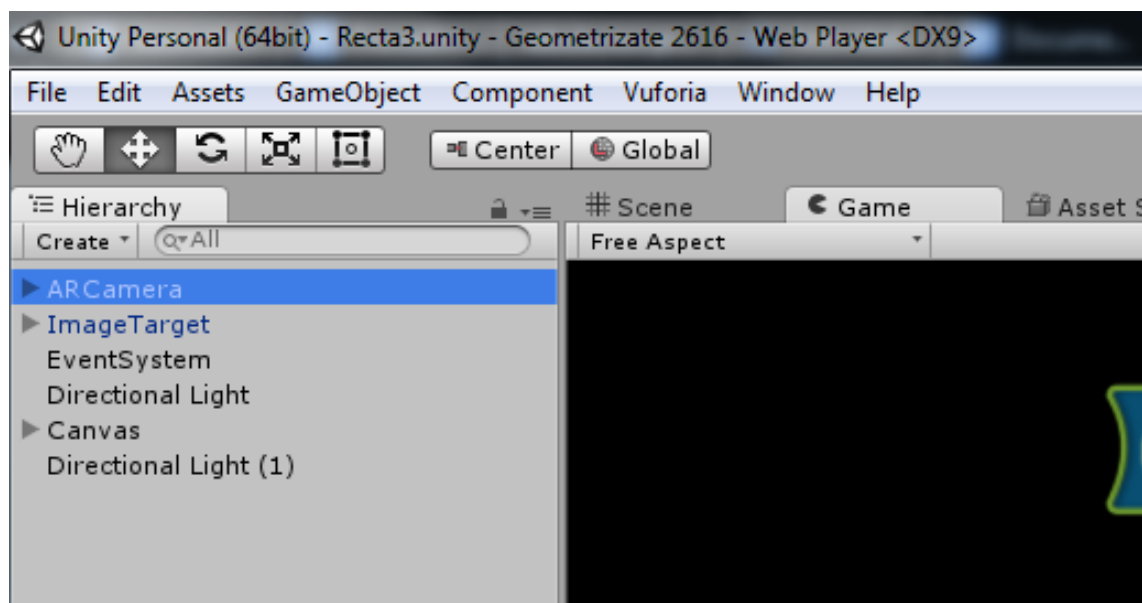 Unity Personal (64bit) - Recta3.unity - Geometrizate 2616 - Web Player <DX9>
File Edit Assets GameObject Component Vuforia Window Help
Center Global
Hierarchy
Scene Game Asset S
Create All
Free Aspect
ARCamera
ImageTarget
EventSystem
Directional Light
Canvas
Directional Light (1)